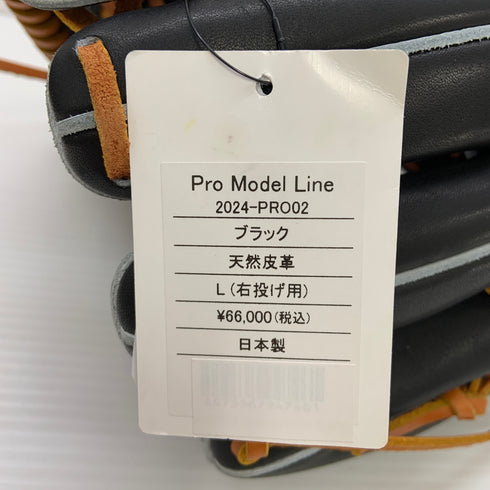 Pro Model Line
2024-PRO02
ブラック
天然皮革
L（右投げ用）
¥66,000（税込）
日本製